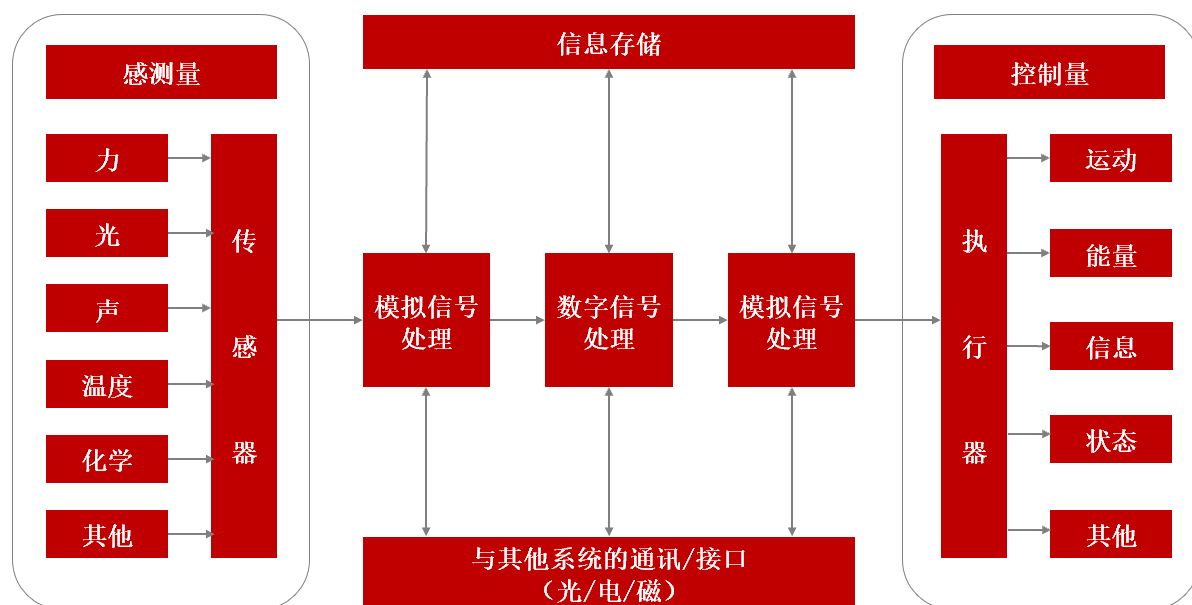 感测量
力
光
声
温度
化学
其他
传
感
器
信息存储
模拟信号
处理
数字信号
处理
模拟信号
处理
与其他系统的通讯/接口
（光/电/磁）
控制量
执
行
器
运动
能量
信息
状态
其他